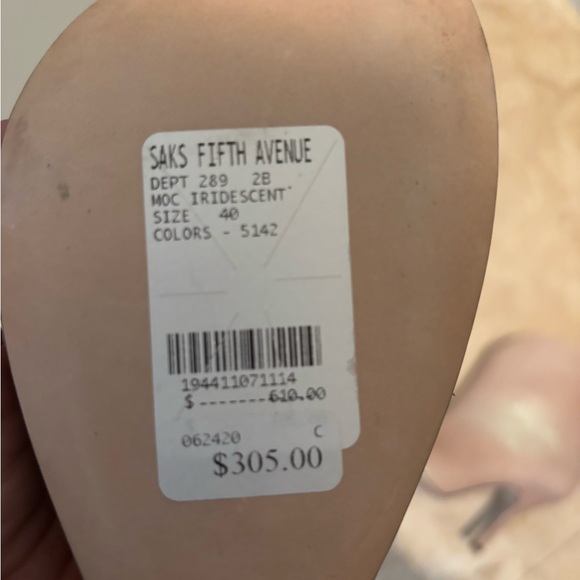 SAKS FIFTH AVENUE
DEPT 289 2B
MOC IRIDESCENT
SIZE 40
COLORS - 5142
194411071114
$ -------610.00
062420 C
$305.00